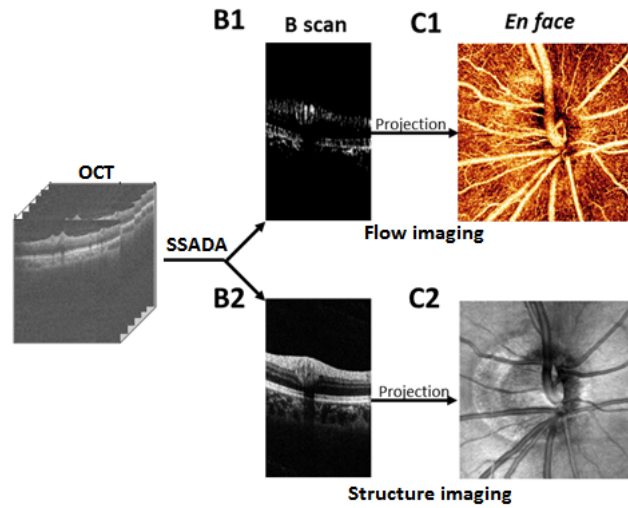 B1
B scan
C1
En face
Projection
Flow imaging
OCT
SSADA
B2
C2
Projection
Structure imaging